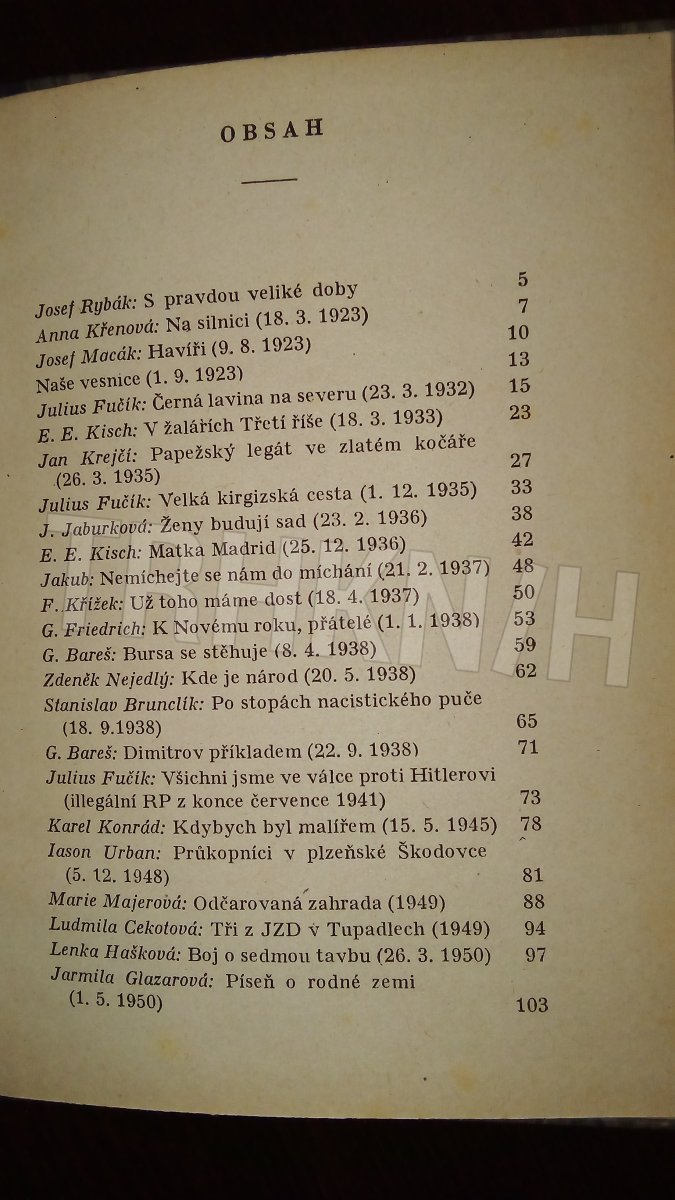 OBSAH
Josef Rybák: S pravdou veliké doby 5
Anna Křenová: Na silnici (18. 3. 1923) 7
Josef Macák: Havíři (9. 8. 1923) 10
Naše vesnice (1. 9. 1923) 13
Julius Fučík: Černá lavina na severu (23. 3. 1932) 15
E. E. Kisch: V žalářích Třetí říše (18. 3. 1933) 23
Jan Krejčí: Papežský legát ve zlatém kočáře
(26. 3. 1935) 27
Julius Fučík: Velká kirgizská cesta (1. 12. 1935) 33
J. Jaburková: Ženy budují sad (23. 2. 1936) 38
E. E. Kisch: Matka Madrid (25. 12. 1936) 42
Jakub: Nemíchejte se nám do míchání (21. 2. 1937) 48
F. Křížek: Už toho máme dost (18. 4. 1937) 50
G. Friedrich: K Novému roku, přátelé (1. 1. 1938) 53
G. Bareš: Bursa se stěhuje (8. 4. 1938) 59
Zdeněk Nejedlý: Kde je národ (20. 5. 1938) 62
Stanislav Brunclík: Po stopách nacistického puče
(18. 9.1938) 65
G. Bareš: Dimitrov příkladem (22. 9. 1938) 71
Julius Fučík: Všichni jsme ve válce proti Hitlerovi
(illegální RP z konce července 1941) 73
Karel Konrád: Kdybych byl malířem (15. 5. 1945) 78
Iason Urban: Průkopníci v plzeňské Škodovce
(5. 12. 1948) 81
Marie Majerová: Odčarovaná zahrada (1949) 88
Ludmila Cekotová: Tři z JZD v Tupadlech (1949) 94
Lenka Hašková: Boj o sedmou tavbu (26. 3. 1950) 97
Jarmila Glazarová: Píseň o rodné zemi
(1. 5. 1950) 103